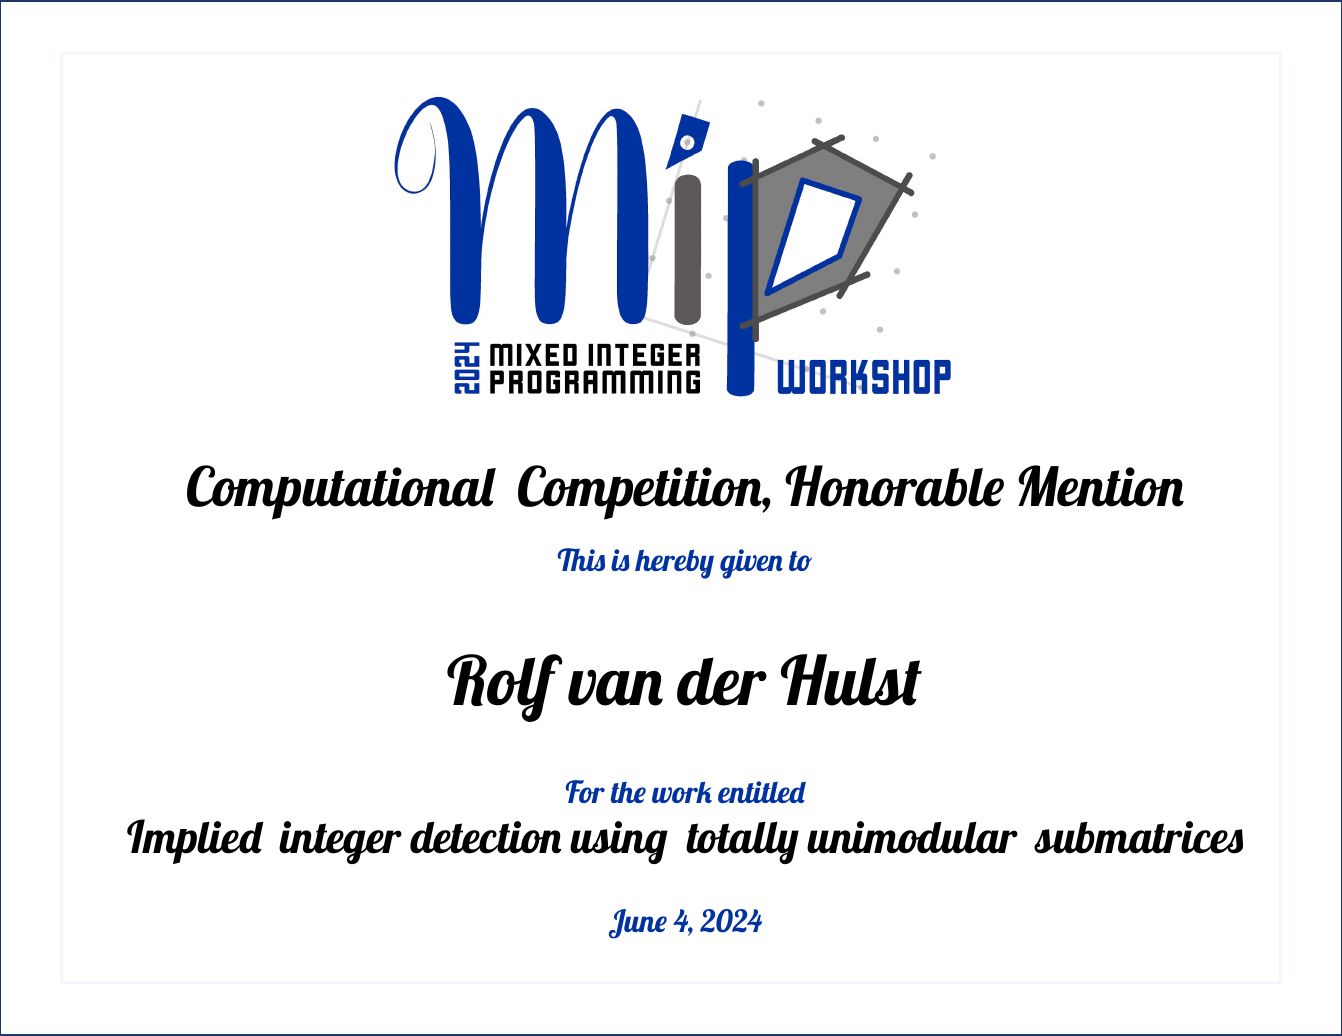 Mip
2024 MIXED INTEGER
PROGRAMMING
WORKSHOP
Computational Competition, Honorable Mention
This is hereby given to
Rolf van der Hulst
For the work entitled
Implied integer detection using totally unimodular submatrices
June 4, 2024